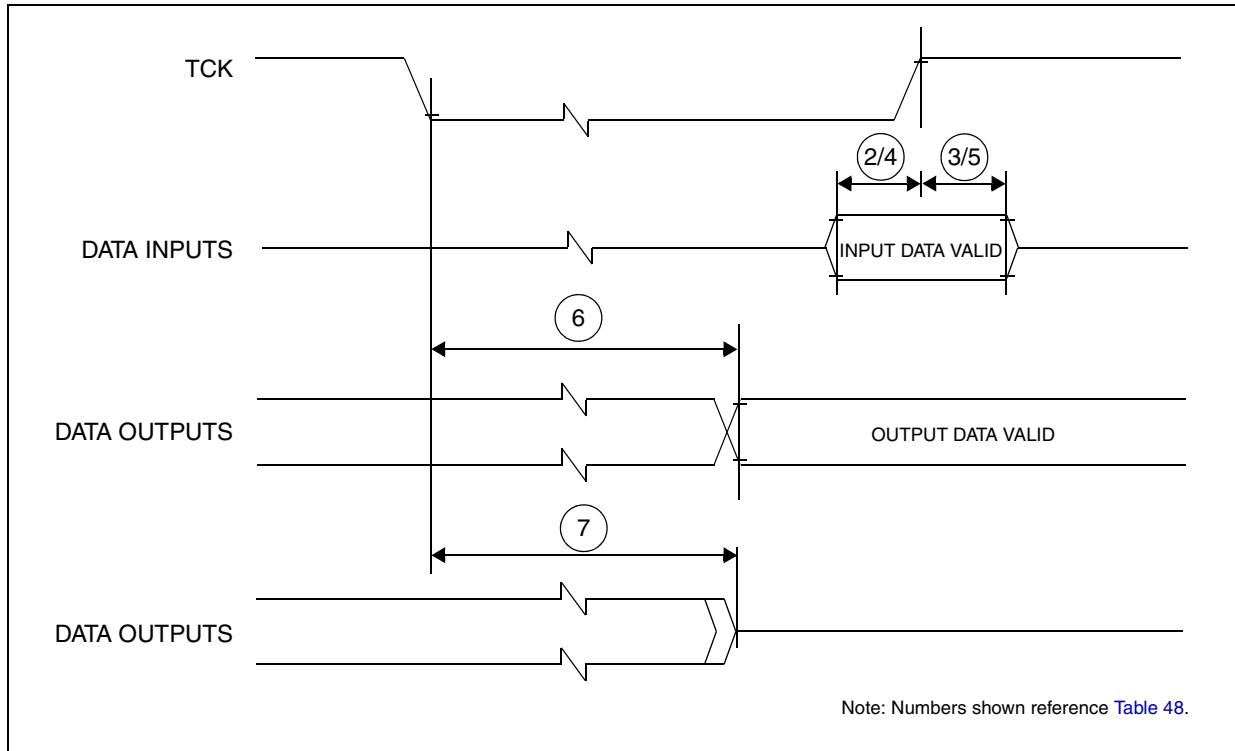 TCK
2/4
3/5
DATA INPUTS
INPUT DATA VALID
6
DATA OUTPUTS
OUTPUT DATA VALID
7
DATA OUTPUTS
Note: Numbers shown reference Table 48.